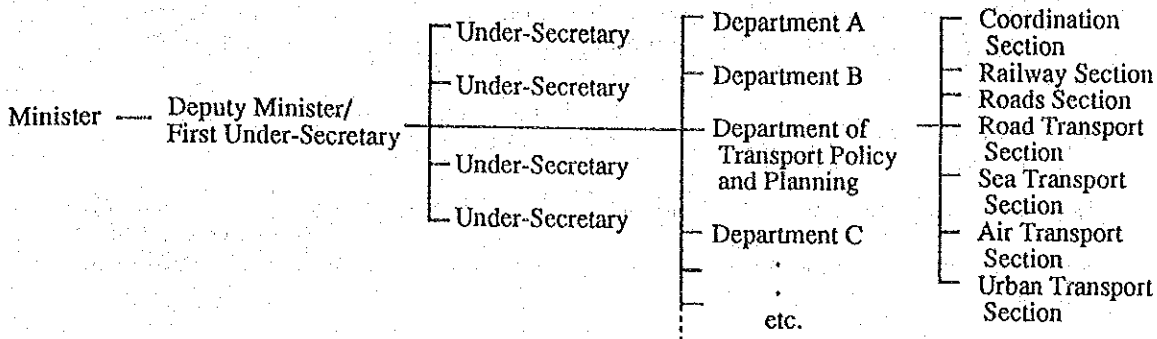 Minister
Deputy Minister/
First Under-Secretary
Under-Secretary
Under-Secretary
Under-Secretary
Under-Secretary
Department A
Department B
Department of
Transport Policy
and Planning
Department C
.
.
etc.
Coordination
Section
Railway Section
Roads Section
Road Transport
Section
Sea Transport
Section
Air Transport
Section
Urban Transport
Section